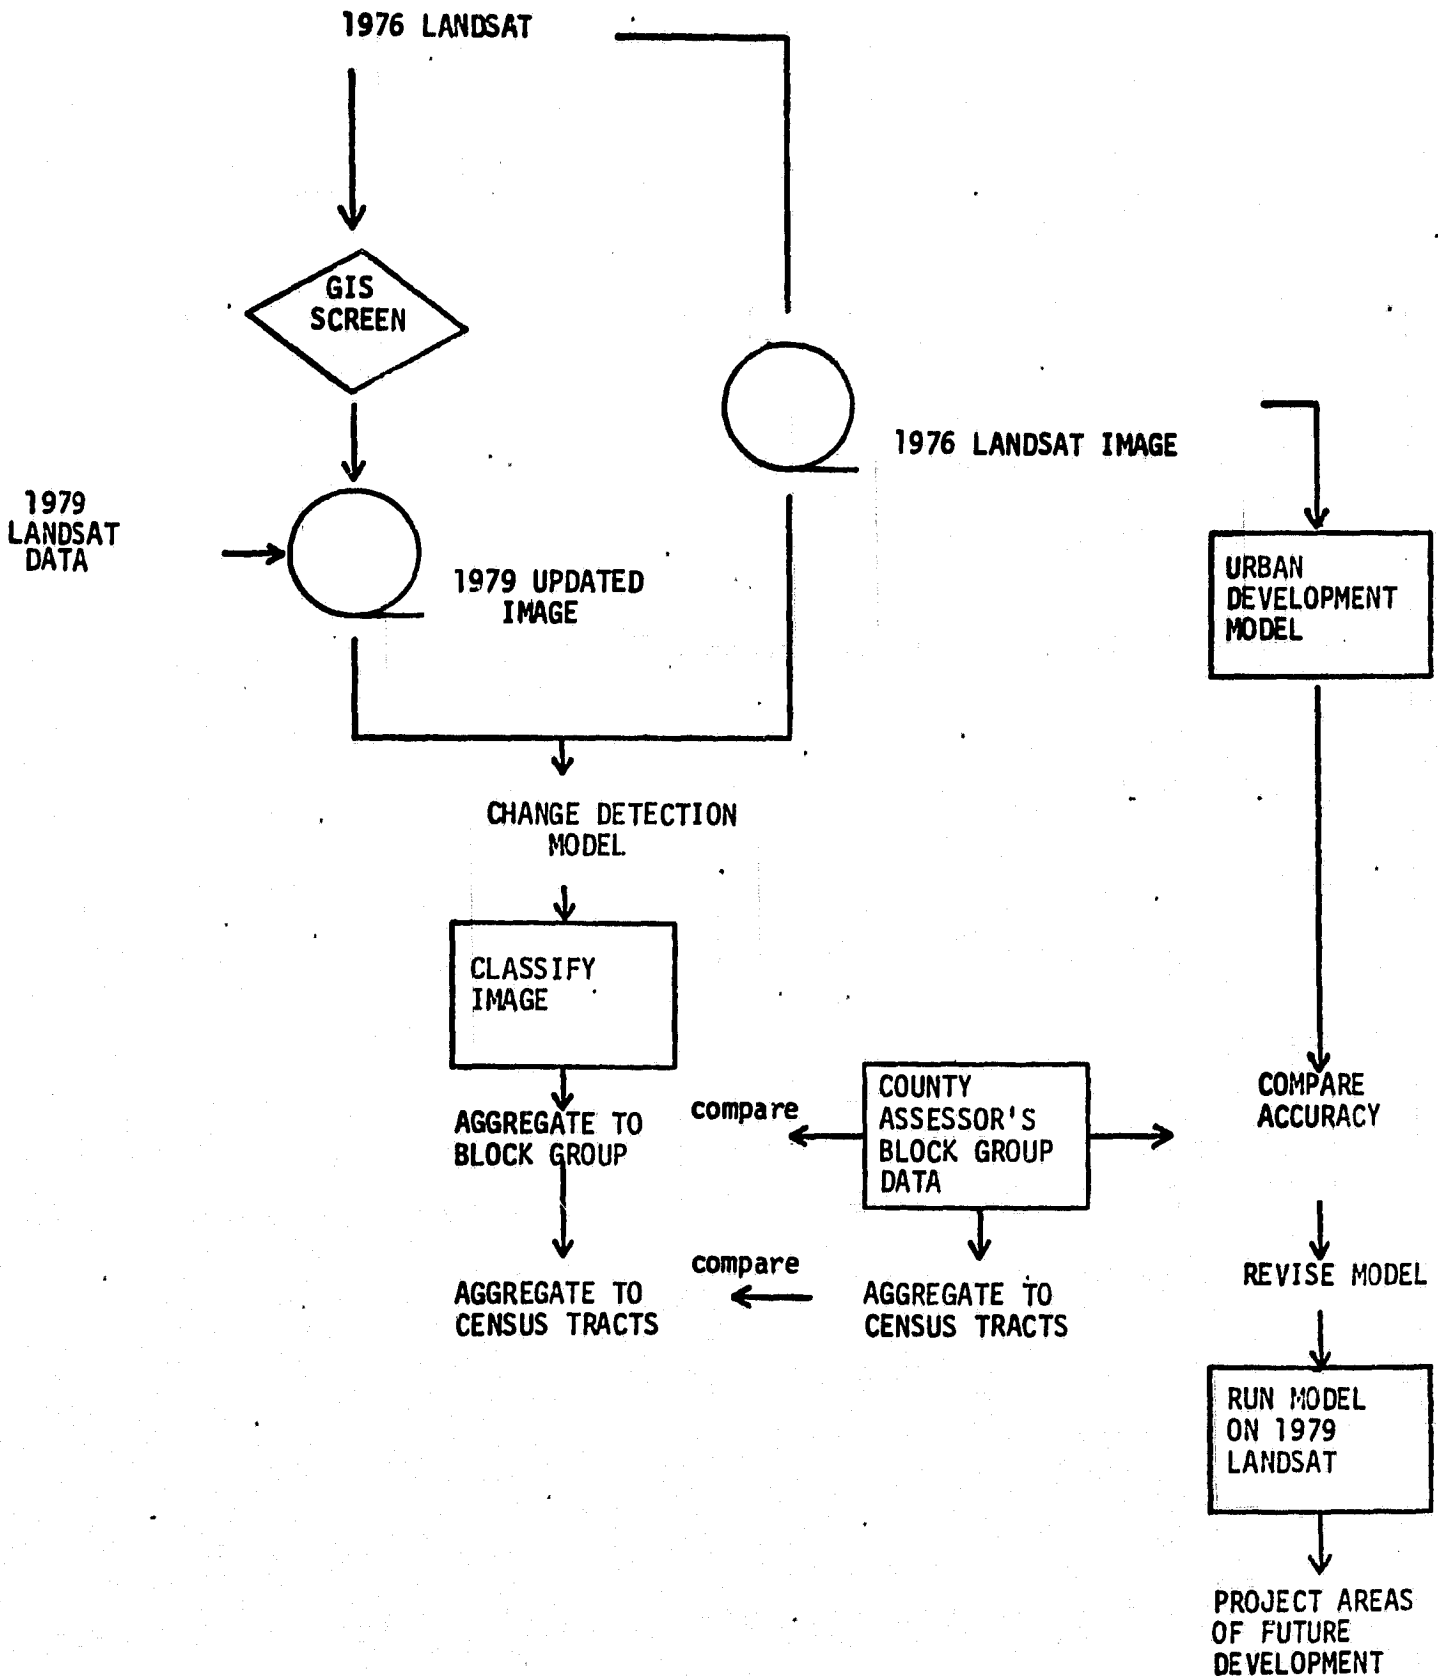 1976 LANDSAT
GIS
SCREEN
1976 LANDSAT IMAGE
1979
LANDSAT
DATA
1979 UPDATED
IMAGE
URBAN
DEVELOPMENT
MODEL
CHANGE DETECTION
MODEL
CLASSIFY
IMAGE
AGGREGATE TO
BLOCK GROUP
compare
COUNTY
ASSESSOR'S
BLOCK GROUP
DATA
COMPARE
ACCURACY
AGGREGATE TO
CENSUS TRACTS
compare
AGGREGATE TO
CENSUS TRACTS
REVISE MODEL
RUN MODEL
ON 1979
LANDSAT
PROJECT AREAS
OF FUTURE
DEVELOPMENT